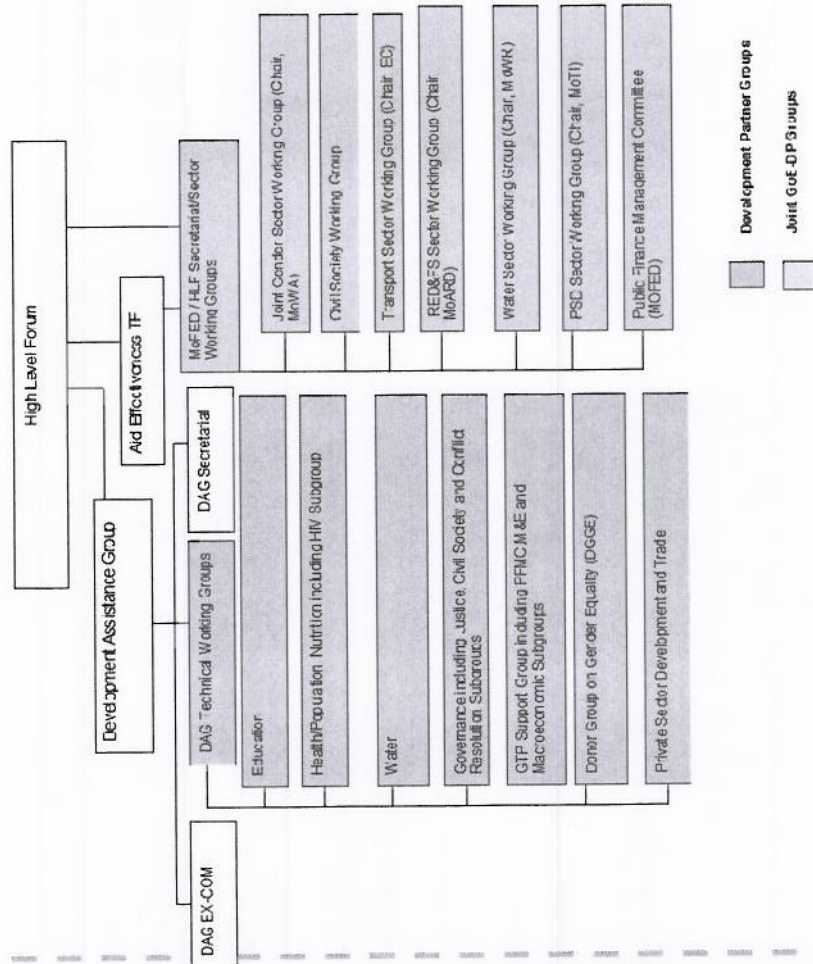 High Level Forum
Development Assistance Group
Aid Effectiveness TF
MoFED / HLF Secretarial/Sector
Working Groups
DAG EX-COM
DAG Technical Working Groups
DAG Secretarial
Education
Health/Population, Nutrition including HIV Subgroup
Water
Governance including Justice, Civil Society and Conflict
Resolution Subgroups
GTP Support Group including PFMC, M&E and
Macroeconomic Subgroups
Donor Group on Gender Equality (DGGE)
Private Sector Development and Trade
Joint Gender Sector Working Group (Chair,
MoWA)
Civil Society Working Group
Transport Sector Working Group (Chair EC)
RED&FS Sector Working Group (Chair
MoARD)
Water Sector Working Group (Chair, MoWR)
PSD Sector Working Group (Chair, MoTI)
Public Finance Management Committee
(MOFED)
Development Partner Groups
Joint GoE-DP Groups